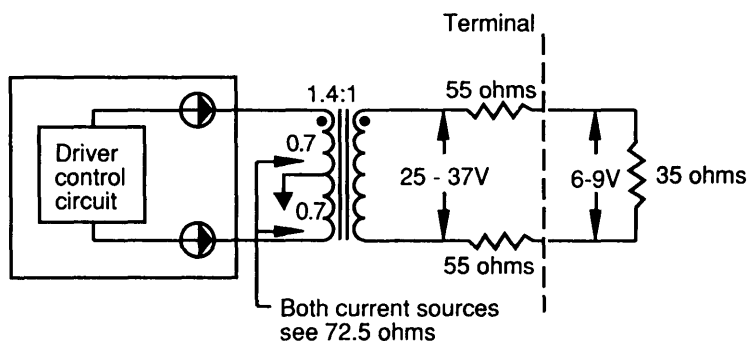 Terminal
55 ohms
1.4:1
0.7
Driver
control
circuit
25 - 37V
6-9V
35 ohms
0.7
55 ohms
Both current sources
see 72.5 ohms